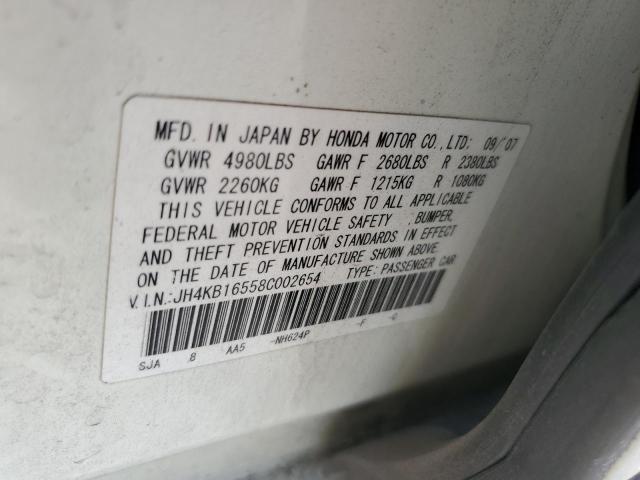 MFD. IN JAPAN BY HONDA MOTOR CO.,LTD: 09/'07
GVWR 4980LBS GAWR F 2680LBS R 2380LBS
GVWR 2260KG GAWR F 1215KG R 1080KG
THIS VEHICLE CONFORMS TO ALL APPLICABLE
FEDERAL MOTOR VEHICLE SAFETY , BUMPER,
AND THEFT PREVENTION STANDARDS IN EFFECT
ON THE DATE OF MANUFACTURE SHOWN ABOVE.
V.I.N.:JH4KB16558C002654 TYPE: PASSENGER CAR
SJA 8 AA5 -NH624P -F -C